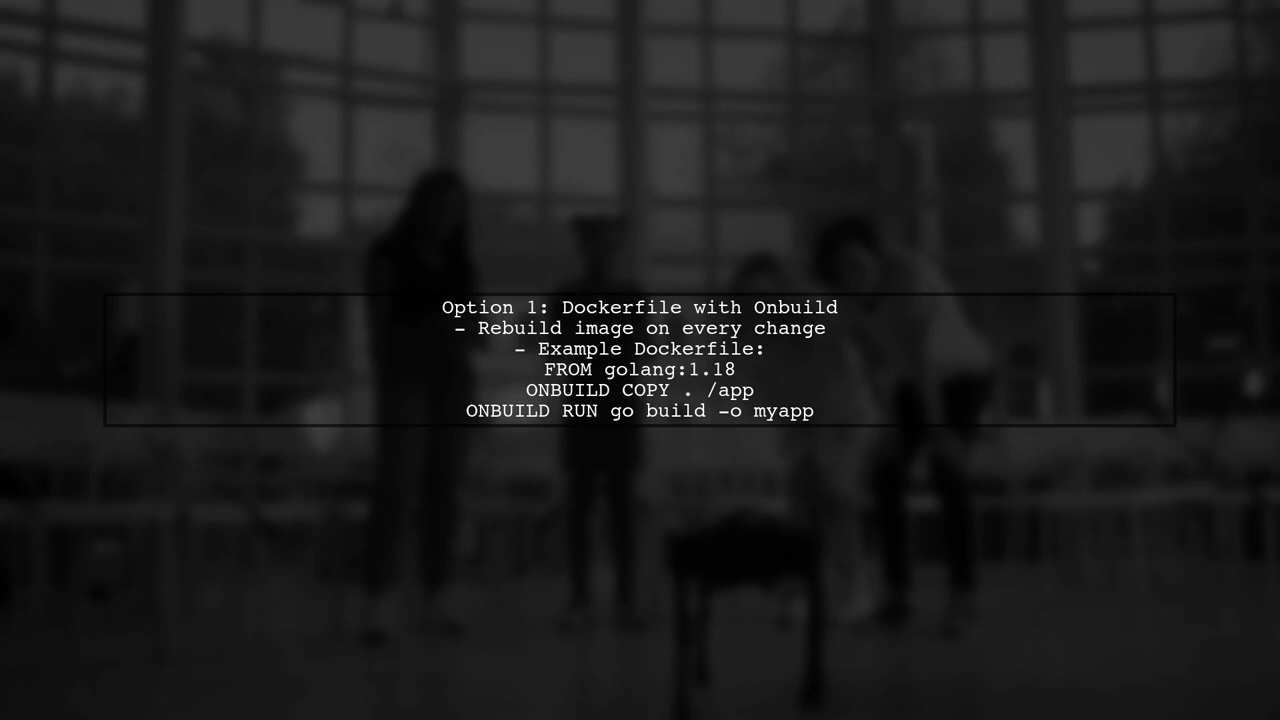 Option 1: Dockerfile with Onbuild
- Rebuild image on every change
- Example Dockerfile:
FROM golang:1.18
ONBUILD COPY . /app
ONBUILD RUN go build -o myapp